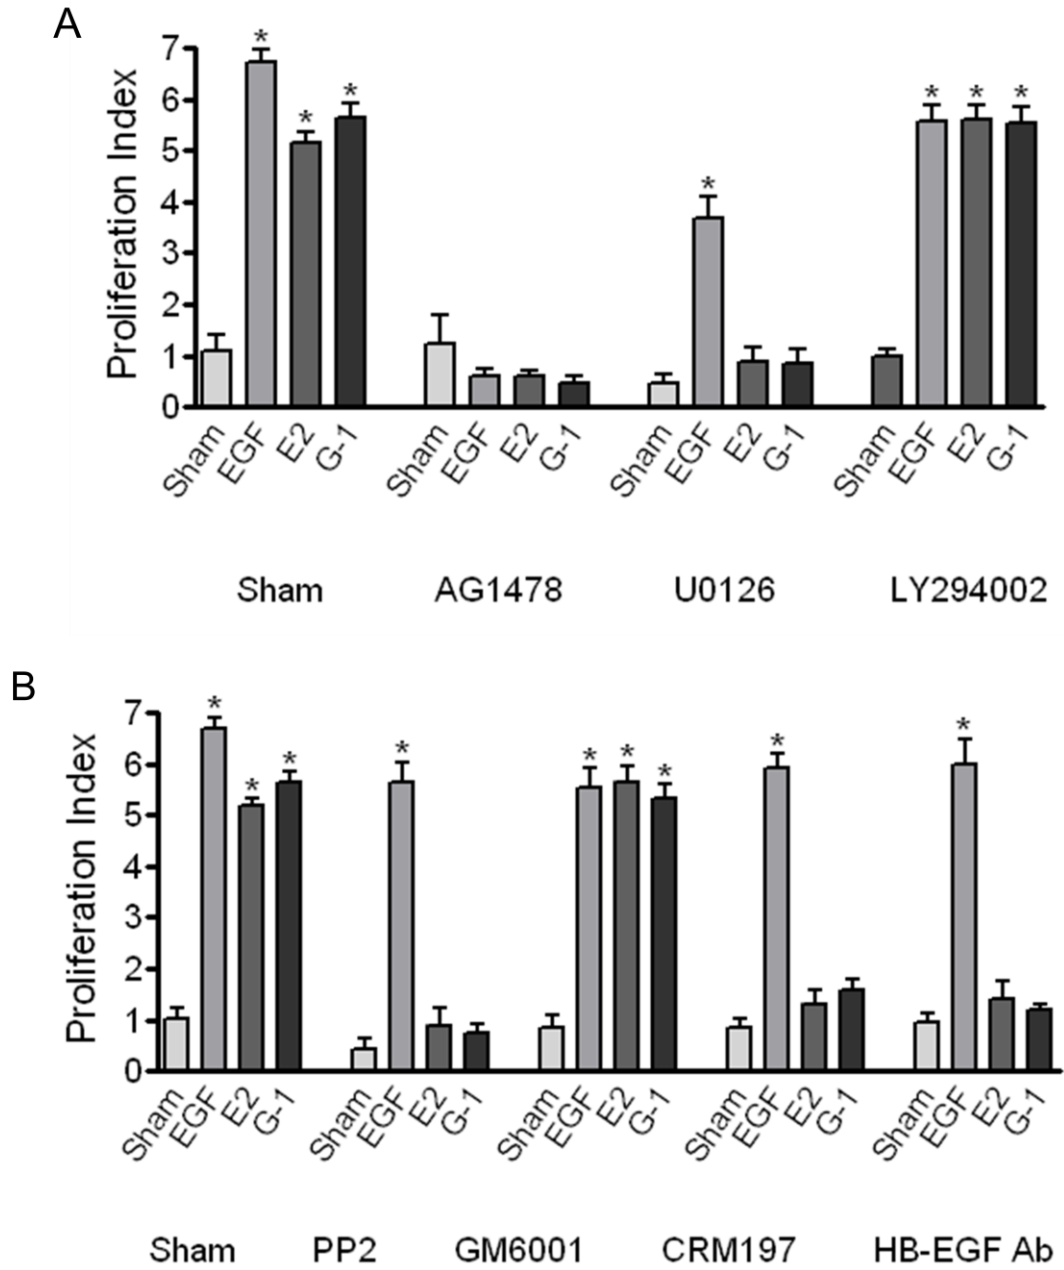 A
Proliferation Index
7
6
5
4
3
2
1
0
* * * * * * * *
Sham EGF E2 G-1 Sham EGF E2 G-1 Sham EGF E2 G-1 Sham EGF E2 G-1
Sham AG1478 U0126 LY294002
B
Proliferation Index
7
6
5
4
3
2
1
0
* * * * * * * * *
Sham EGF E2 G-1 Sham EGF E2 G-1 Sham EGF E2 G-1 Sham EGF E2 G-1 Sham EGF E2 G-1
Sham PP2 GM6001 CRM197 HB-EGF Ab